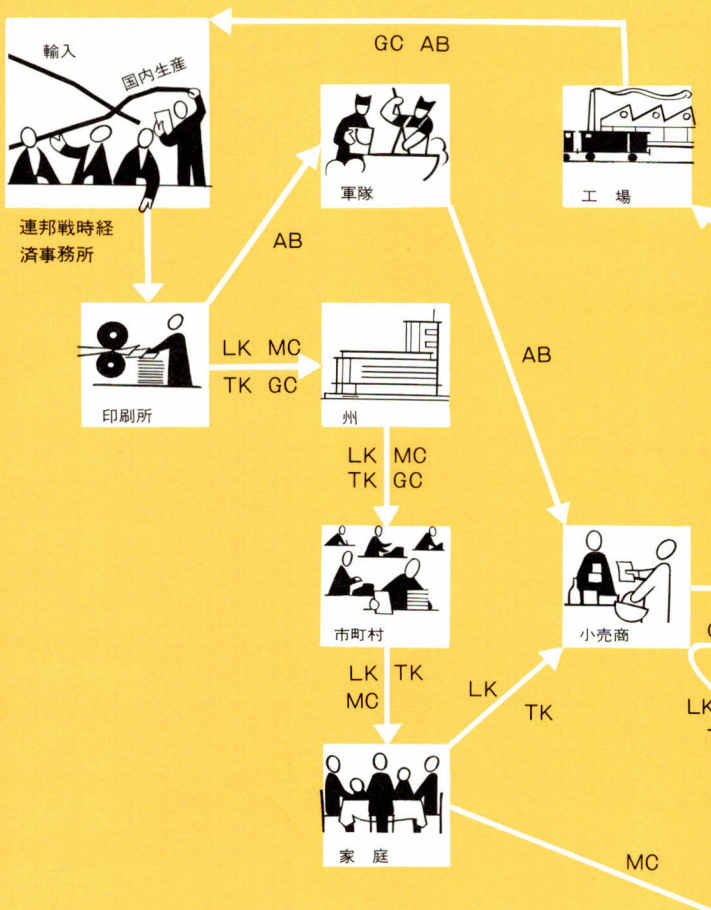 GC AB
輸入
国内生産
連邦戦時経
済事務所
軍隊
工 場
AB
印刷所
LK MC
TK GC
州
AB
LK MC
TK GC
市町村
小売商
LK TK
MC
LK
TK
LK
家 庭
MC